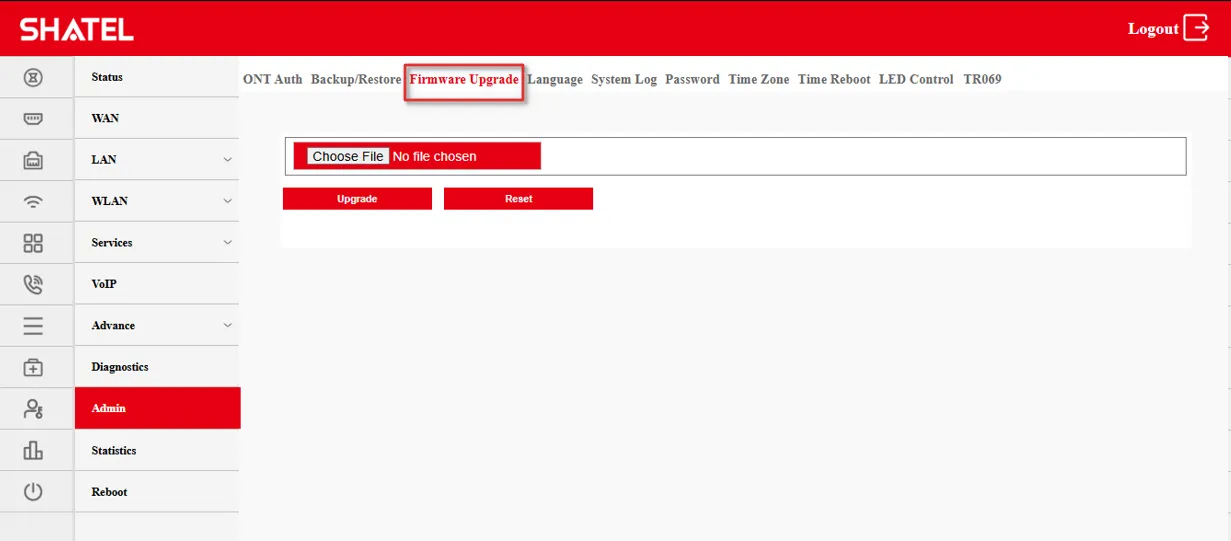 SHATEL
Logout
Status
WAN
LAN
WLAN
Services
VoIP
Advance
Diagnostics
Admin
Statistics
Reboot
ONT Auth Backup/Restore Firmware Upgrade Language System Log Password Time Zone Time Reboot LED Control TR069
Choose File No file chosen
Upgrade Reset